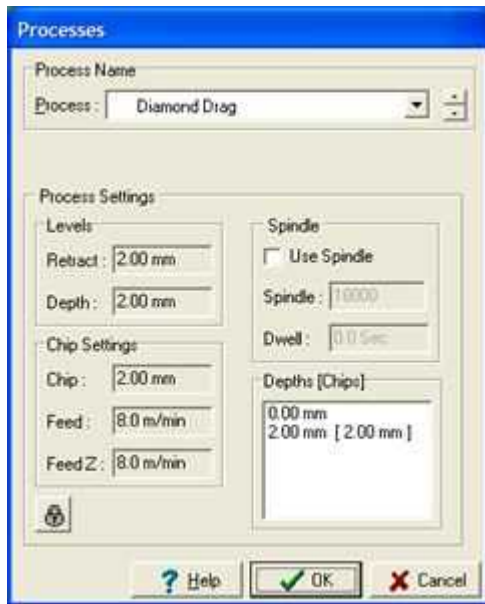 Processes
Process Name
Process : Diamond Drag
Process Settings
Levels
Retract : 2.00 mm
Depth : 2.00 mm
Chip Settings
Chip : 2.00 mm
Feed : 8.0 m/min
Feed Z : 8.0 m/min
Spindle
Use Spindle
Spindle : 10000
Dwell : 0.0 Sec
Depths [Chips]
0.00 mm
2.00 mm [ 2.00 mm ]
? Help
OK
Cancel